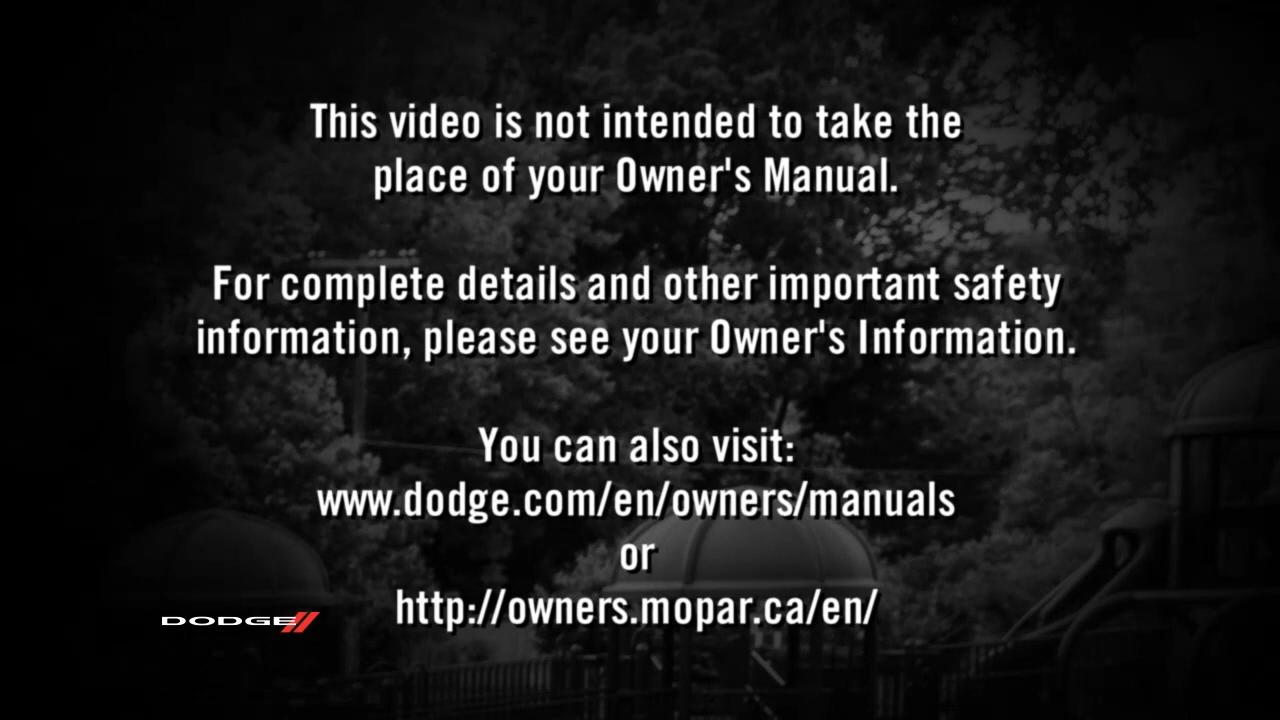 This video is not intended to take the
place of your Owner's Manual.
For complete details and other important safety
information, please see your Owner's Information.
You can also visit:
www.dodge.com/en/owners/manuals
or
http://owners.mopar.ca/en/
DODGE